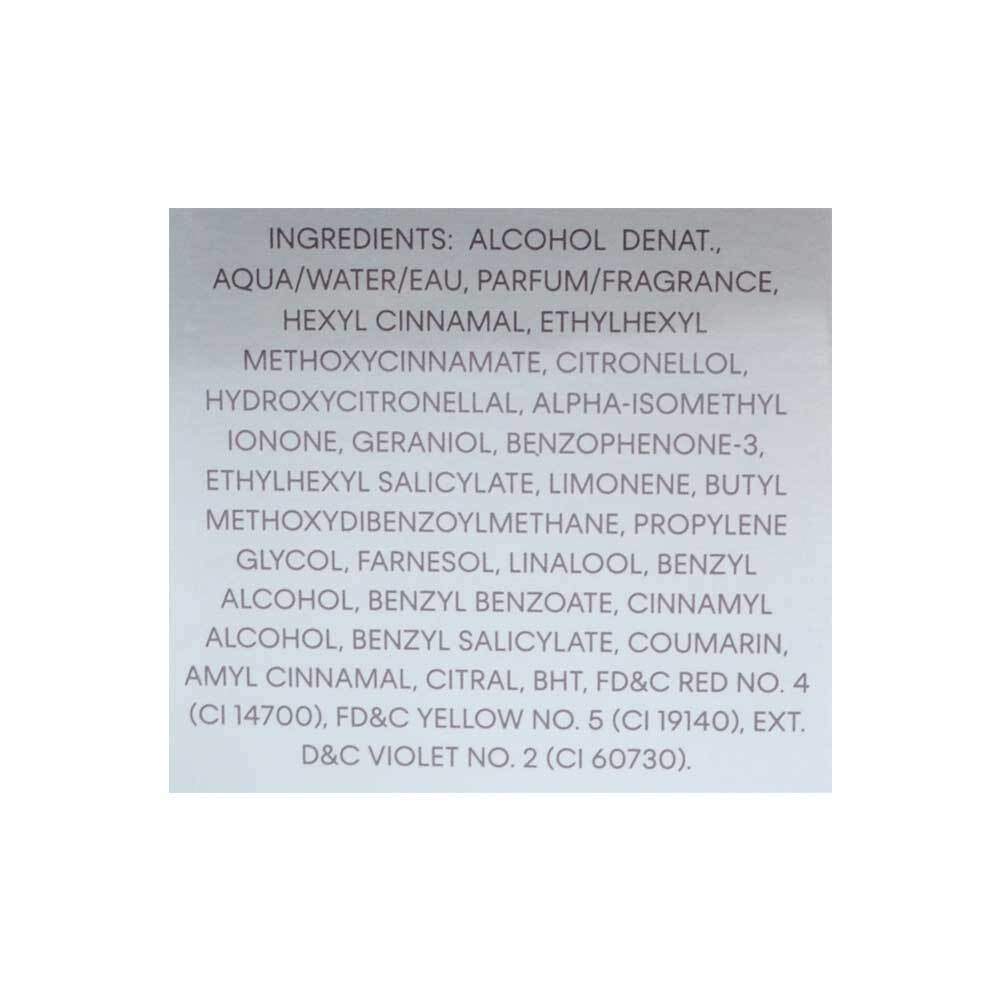 INGREDIENTS: ALCOHOL DENAT.,
AQUA/WATER/EAU, PARFUM/FRAGRANCE,
HEXYL CINNAMAL, ETHYLHEXYL
METHOXYCINNAMATE, CITRONELLOL,
HYDROXYCITRONELLAL, ALPHA-ISOMETHYL
IONONE, GERANIOL, BENZOPHENONE-3,
ETHYLHEXYL SALICYLATE, LIMONENE, BUTYL
METHOXYDIBENZOYLMETHANE, PROPYLENE
GLYCOL, FARNESOL, LINALOOL, BENZYL
ALCOHOL, BENZYL BENZOATE, CINNAMYL
ALCOHOL, BENZYL SALICYLATE, COUMARIN,
AMYL CINNAMAL, CITRAL, BHT, FD&C RED NO. 4
(CI 14700), FD&C YELLOW NO. 5 (CI 19140), EXT.
D&C VIOLET NO. 2 (CI 60730).